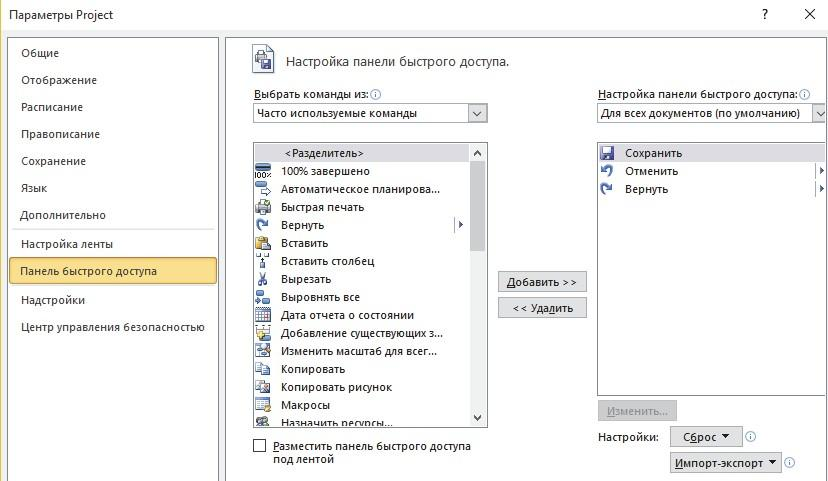 Параметры Project
Общие
Отображение
Расписание
Правописание
Сохранение
Язык
Дополнительно
Настройка ленты
Панель быстрого доступа
Надстройки
Центр управления безопасностью
Настройка панели быстрого доступа.
Выбрать команды из:
Часто используемые команды
<Разделитель>
100% завершено
Автоматическое планирова...
Быстрая печать
Вернуть
Вставить
Вставить столбец
Вырезать
Выровнять все
Дата отчета о состоянии
Добавление существующих з...
Изменить масштаб для всег...
Копировать
Копировать рисунок
Макросы
Назначить ресурсы...
Разместить панель быстрого доступа
под лентой
Добавить >>
<< Удалить
Настройка панели быстрого доступа:
Для всех документов (по умолчанию)
Сохранить
Отменить
Вернуть
Изменить...
Настройки: Сброс
Импорт-экспорт